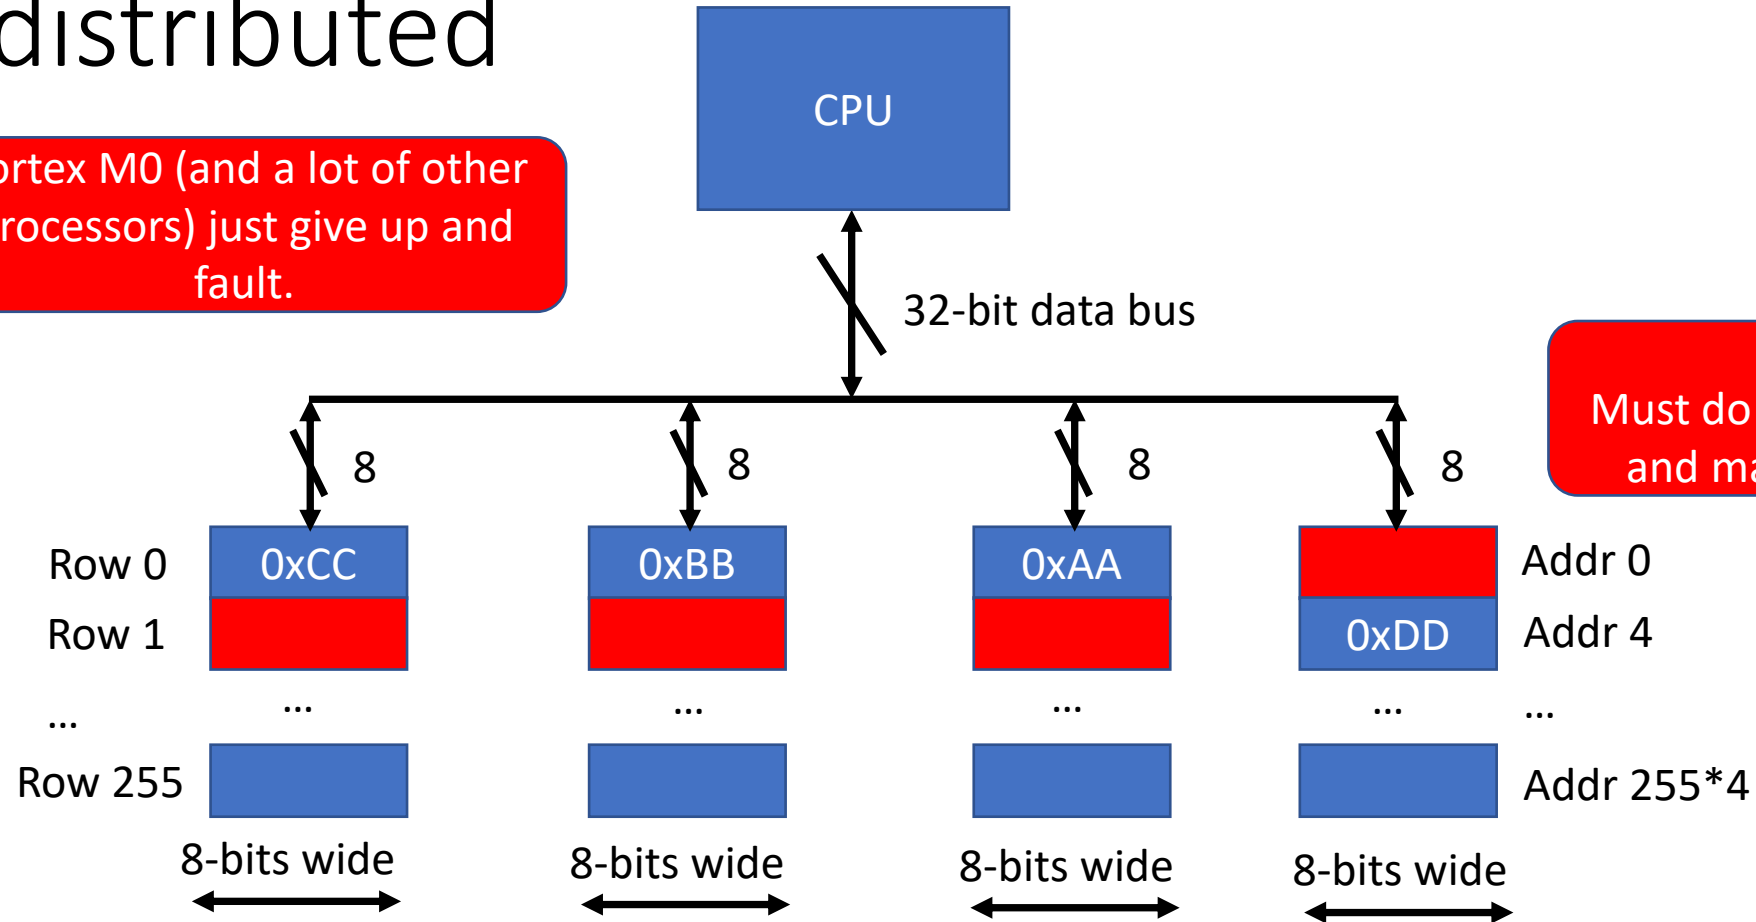 distributed
CPU
ortex M0 (and a lot of other
rocessors) just give up and
fault.
32-bit data bus
Must do
and ma
8 8 8 8
Row 0 0xCC 0xBB 0xAA Addr 0
Row 1 0xDD Addr 4
... ... ... ... ... ...
Row 255 Addr 255*4
8-bits wide 8-bits wide 8-bits wide 8-bits wide